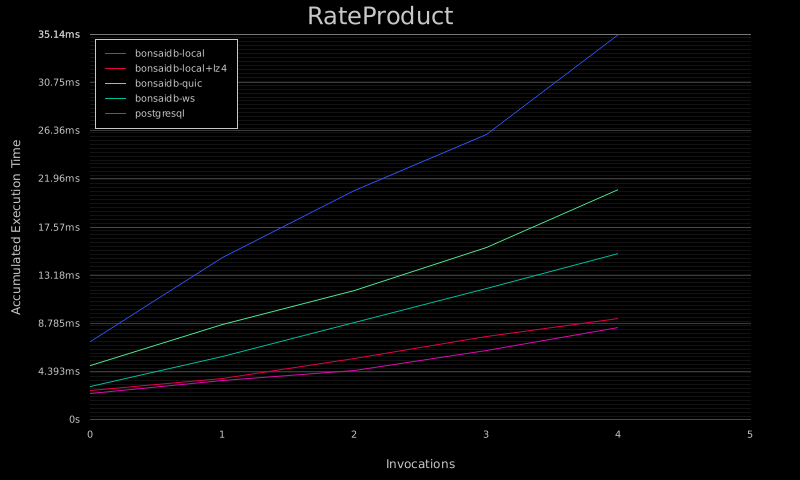 RateProduct
35.14ms
bonsaidb-local
bonsaidb-local+lz4
bonsaidb-quic
bonsaidb-ws
postgresql
30.75ms
26.36ms
21.96ms
17.57ms
13.18ms
8.785ms
4.393ms
0s
Accumulated Execution Time
0 1 2 3 4 5
Invocations